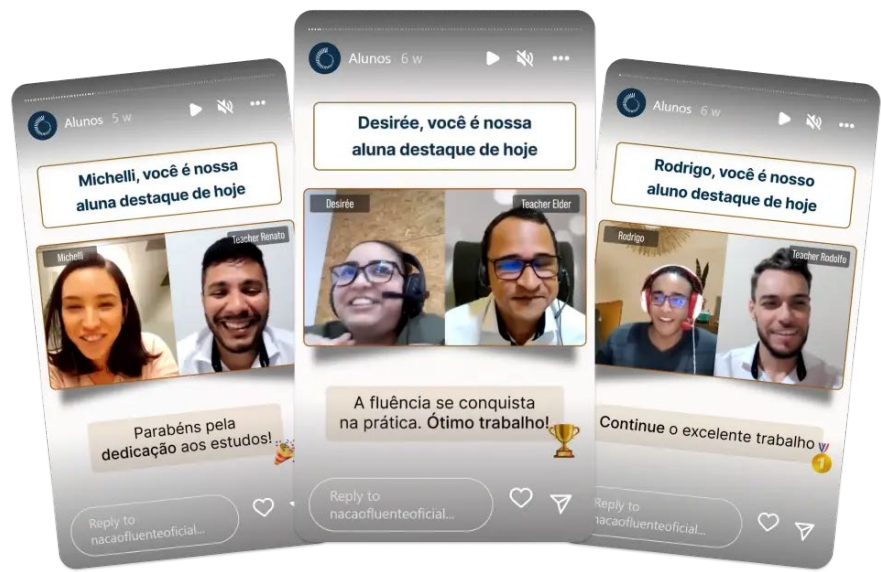 Alunos 5 w
Michelli, você é nossa
aluna destaque de hoje
Michelli
Teacher Renato
Parabéns pela
dedicação aos estudos!
Reply to
nacaofluenteoficial...
Alunos 6 w
Desirée, você é nossa
aluna destaque de hoje
Desirée
Teacher Elder
A fluência se conquista
na prática. Ótimo trabalho!
Reply to
nacaofluenteoficial...
Alunos 6 w
Rodrigo, você é nosso
aluno destaque de hoje
Rodrigo
Teacher Rodolfo
Continue o excelente trabalho
1
Reply to
nacaofluenteoficial...